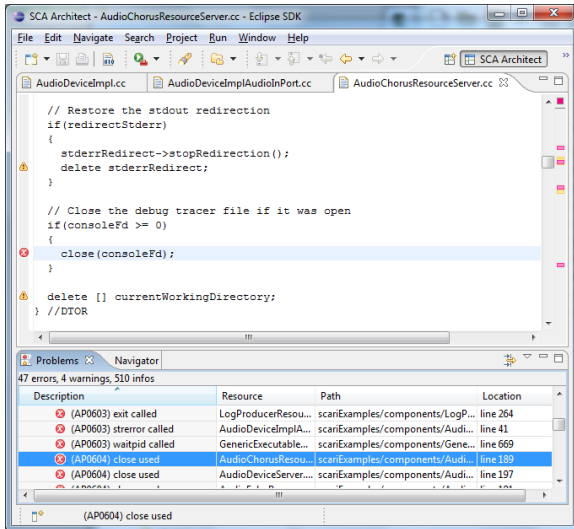 SCA Architect - AudioChorusResourceServer.cc - Eclipse SDK
File Edit Navigate Search Project Run Window Help
SCA Architect
AudioDeviceImpl.cc AudioDeviceImplAudioInPort.cc AudioChorusResourceServer.cc
// Restore the stdout redirection
if(redirectStderr)
{
stderrRedirect->stopRedirection();
delete stderrRedirect;
}
// Close the debug tracer file if it was open
if(consoleFd >= 0)
{
close(consoleFd);
}
delete [] currentWorkingDirectory;
} //DTOR
Problems Navigator
47 errors, 4 warnings, 510 infos
Description Resource Path Location
(AP0603) exit called LogProducerResou... scariExamples/components/LogP... line 264
(AP0603) strerror called AudioDeviceImplA... scariExamples/components/Audi... line 41
(AP0603) waitpid called GenericExecutable... scariExamples/components/Gene... line 669
(AP0604) close used AudioChorusResou... scariExamples/components/Audi... line 189
(AP0604) close used AudioDeviceServer... scariExamples/components/Audi... line 197
(AP0604) close used